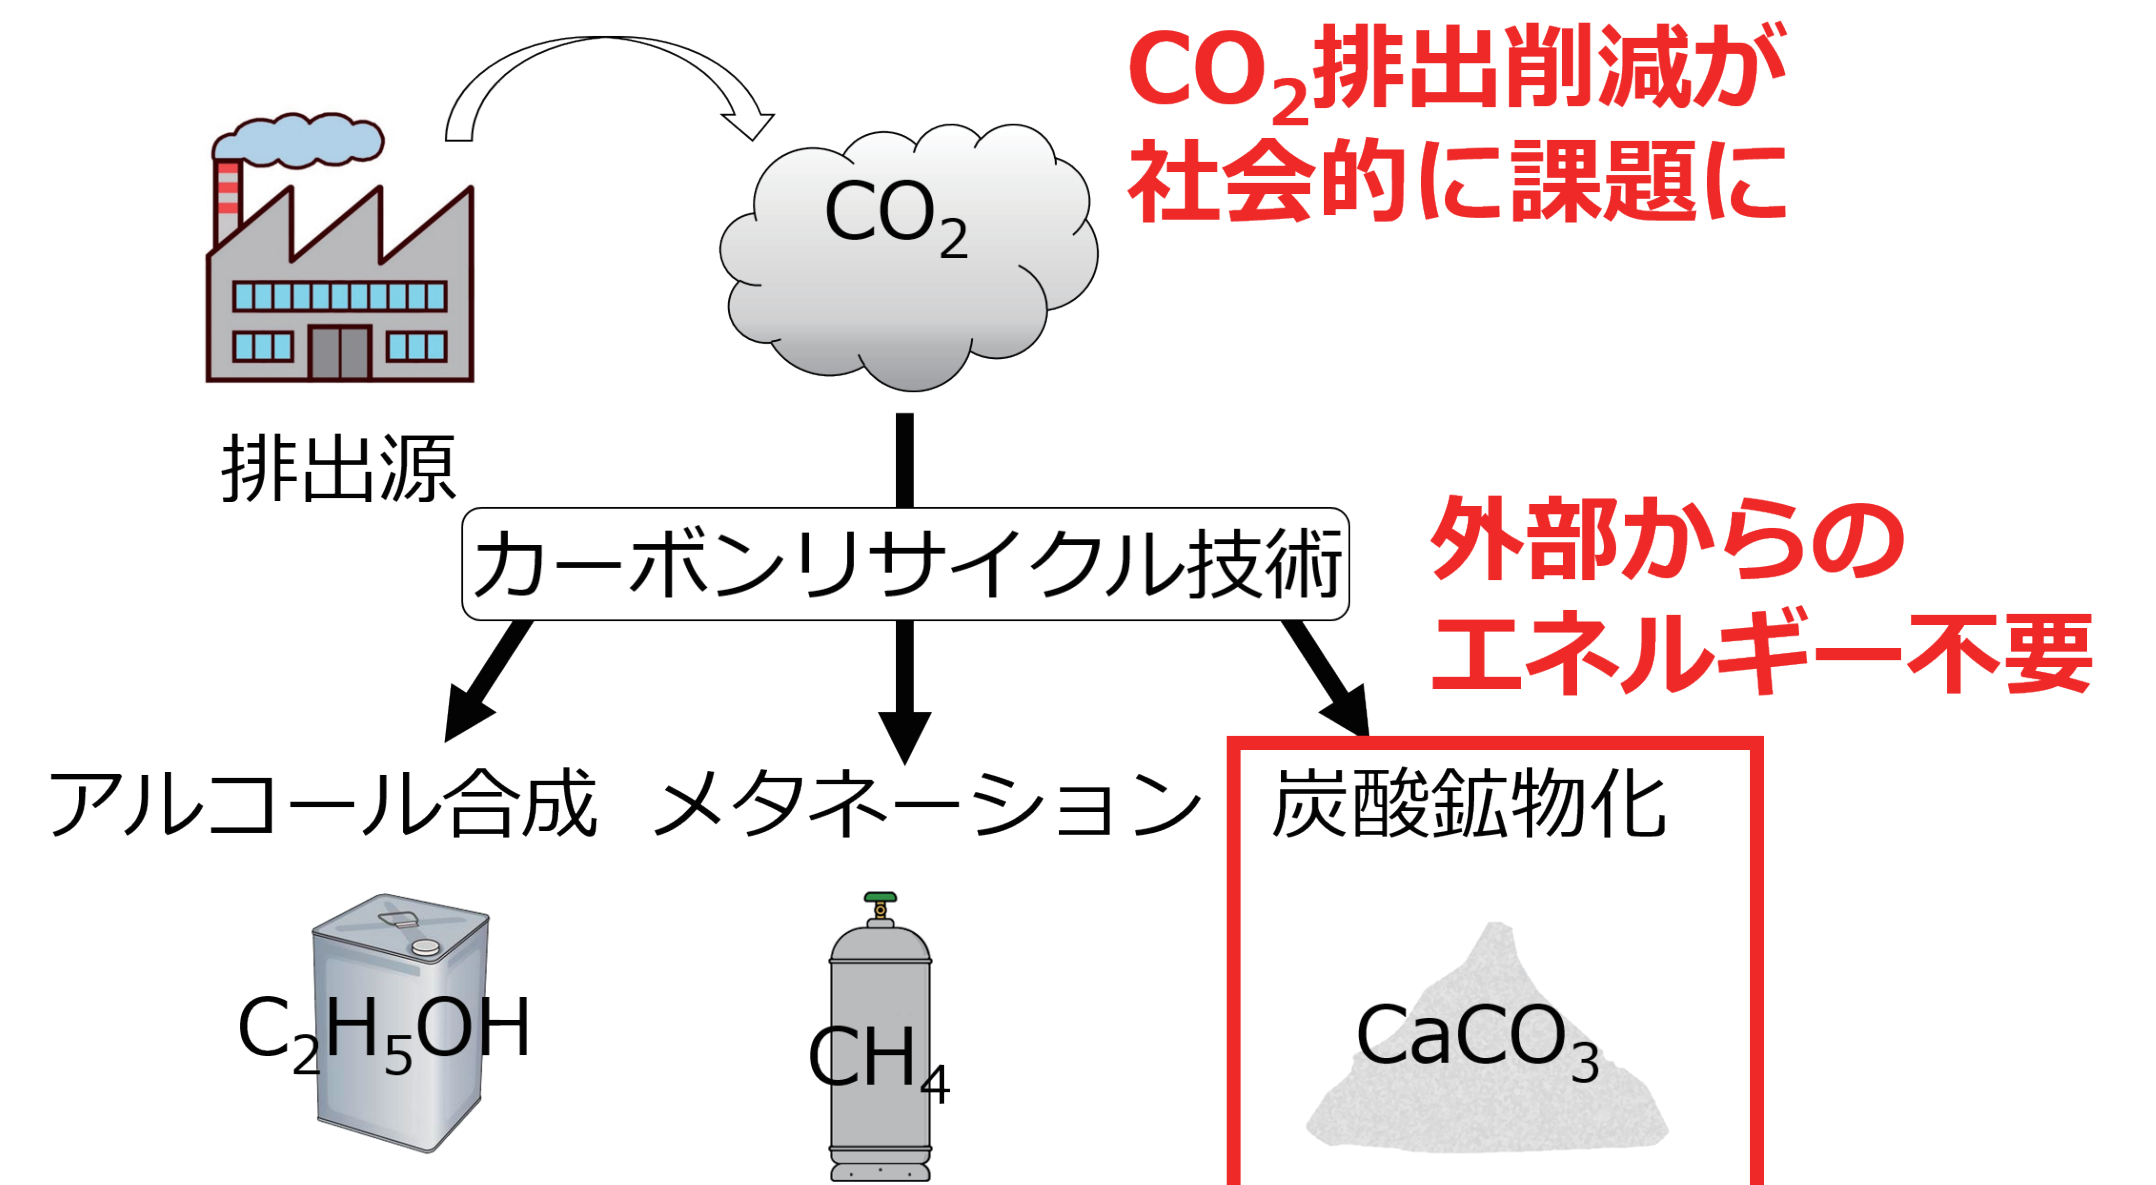 CO₂排出削減が
社会的に課題に
CO₂
排出源
カーボンリサイクル技術
外部からの
エネルギー不要
アルコール合成
メタネーション
炭酸鉱物化
C₂H₅OH
CH₄
CaCO₃